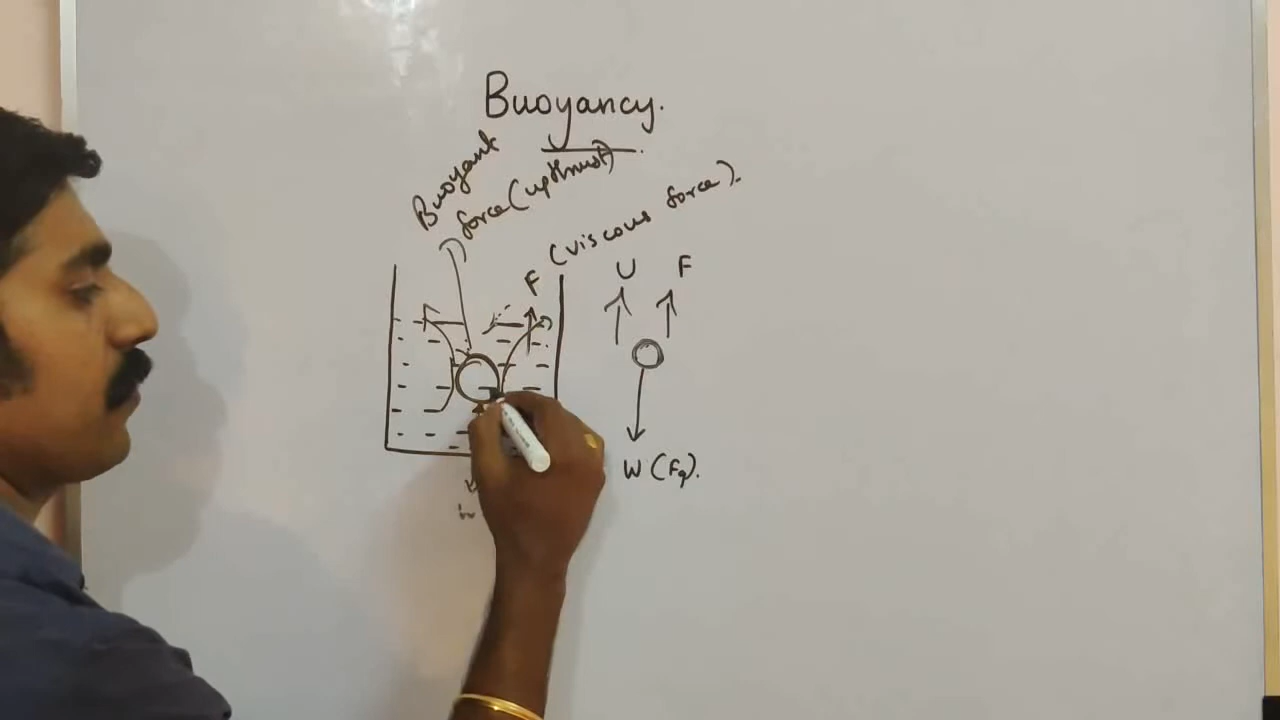 Buoyancy.
Buoyant
force (upthrust)
(viscous force).
F
U F
W (Fg).